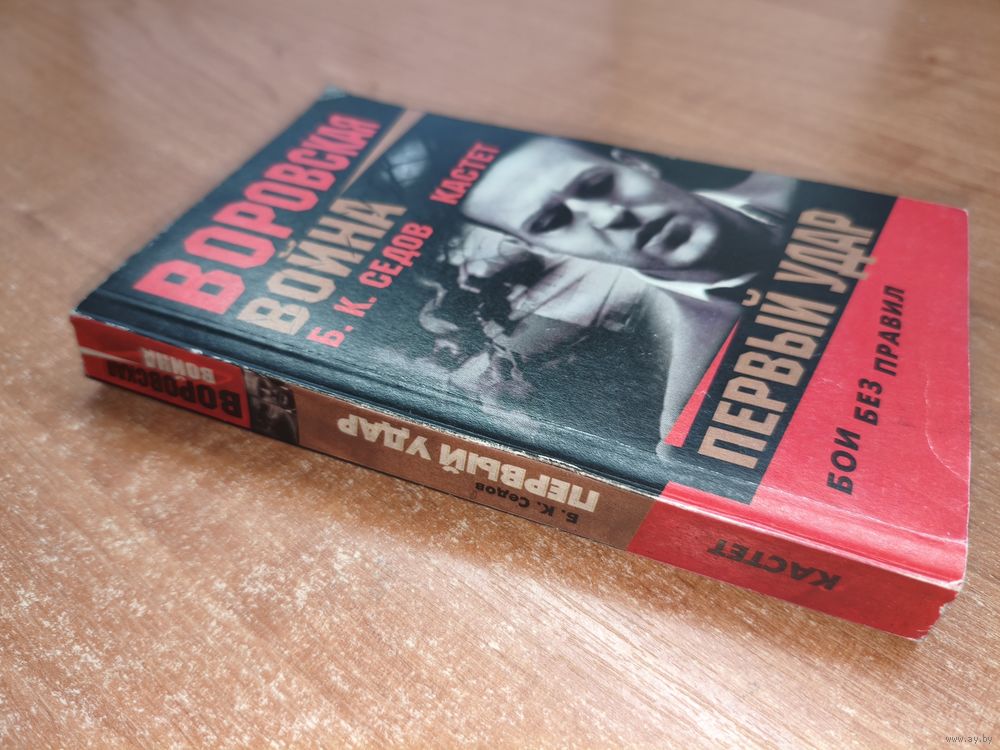 ВОРОВСКАЯ
ВОЙНА
Б. К. СЕДОВ
КАСТЕТ
ПЕРВЫЙ УДАР
БОИ БЕЗ ПРАВИЛ
ВОРОВСКАЯ
ВОЙНА
ПЕРВЫЙ УДАР
Б. К. Седов
КАСТЕТ
www.ay.by